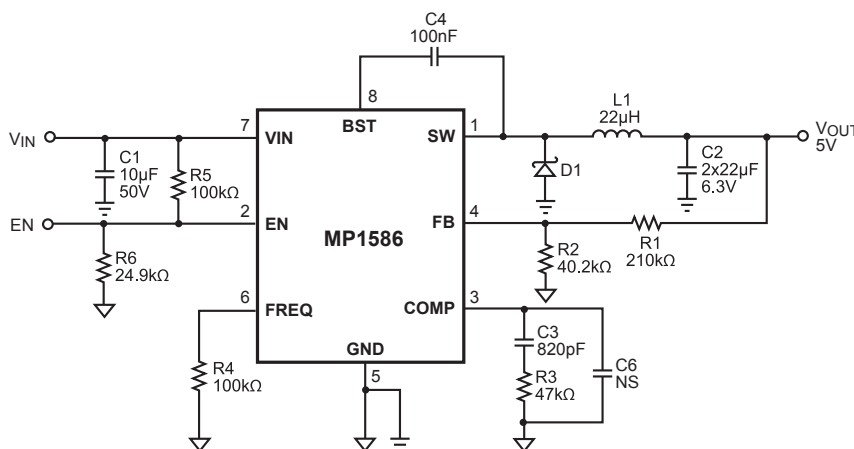 C4
100nF
8
BST
VIN
7
VIN
SW
1
L1
22µH
VOUT
5V
C1
10µF
50V
R5
100kΩ
D1
C2
2x22µF
6.3V
EN
2
EN
MP1586
FB
4
R1
210kΩ
R6
24.9kΩ
R2
40.2kΩ
6
FREQ
COMP
3
R4
100kΩ
GND
5
C3
820pF
R3
47kΩ
C6
NS